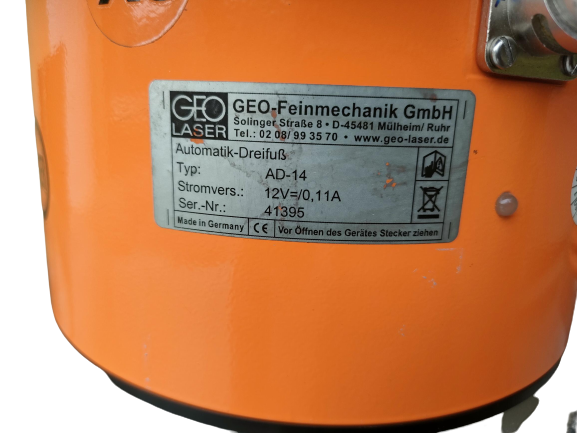 GEO
LASER
GEO-Feinmechanik GmbH
Solinger Straße 8 • D-45481 Mülheim/ Ruhr
Tel.: 02 08/ 99 35 70 • www.geo-laser.de
Automatik-Dreifuß
Typ: AD-14
Stromvers.: 12V=/0,11A
Ser.-Nr.: 41395
Made in Germany CE Vor Öffnen des Gerätes Stecker ziehen